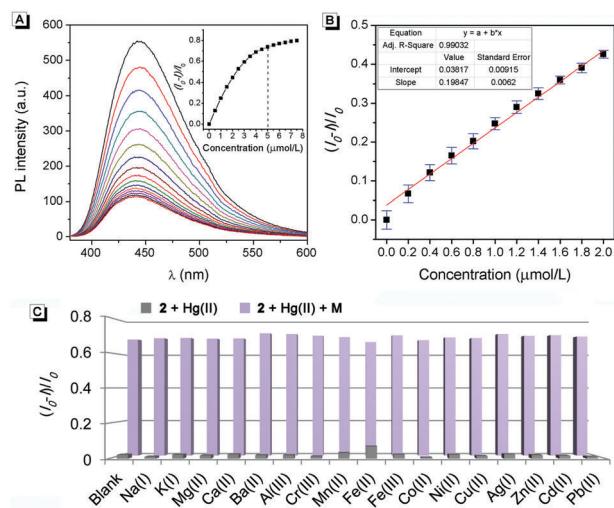 A
600
500
400
300
200
100
0
PL intensity (a.u.)
400 450 500 550 600
λ (nm)
0.8
0.6
0.4
0.2
0.0
(I0-I)/I0
0 1 2 3 4 5 6 7 8
Concentration (μmol/L)
B
0.5
0.4
0.3
0.2
0.1
0.0
(I0-I)/I0
Equation y = a + b*x
Adj. R-Square 0.99032
Value Standard Error
Intercept 0.03817 0.00915
Slope 0.19847 0.0062
0.0 0.2 0.4 0.6 0.8 1.0 1.2 1.4 1.6 1.8 2.0
Concentration (μmol/L)
C
2 + Hg(II) 2 + Hg(II) + M
0.8
0.6
0.4
0.2
0
(I0-I)/I0
Blank Na(I) K(I) Mg(II) Ca(II) Ba(II) Al(III) Cr(III) Mn(II) Fe(II) Fe(III) Co(II) Ni(II) Cu(II) Ag(I) Zn(II) Cd(II) Pb(II)